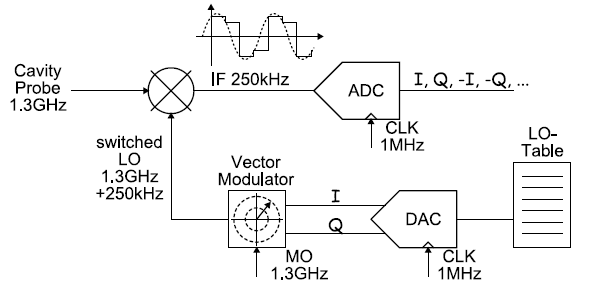 Cavity
Probe
1.3GHz
IF 250kHz
ADC
I, Q, -I, -Q, ...
CLK
1MHz
switched
LO
1.3GHz
+250kHz
Vector
Modulator
I
Q
MO
1.3GHz
DAC
CLK
1MHz
LO-
Table